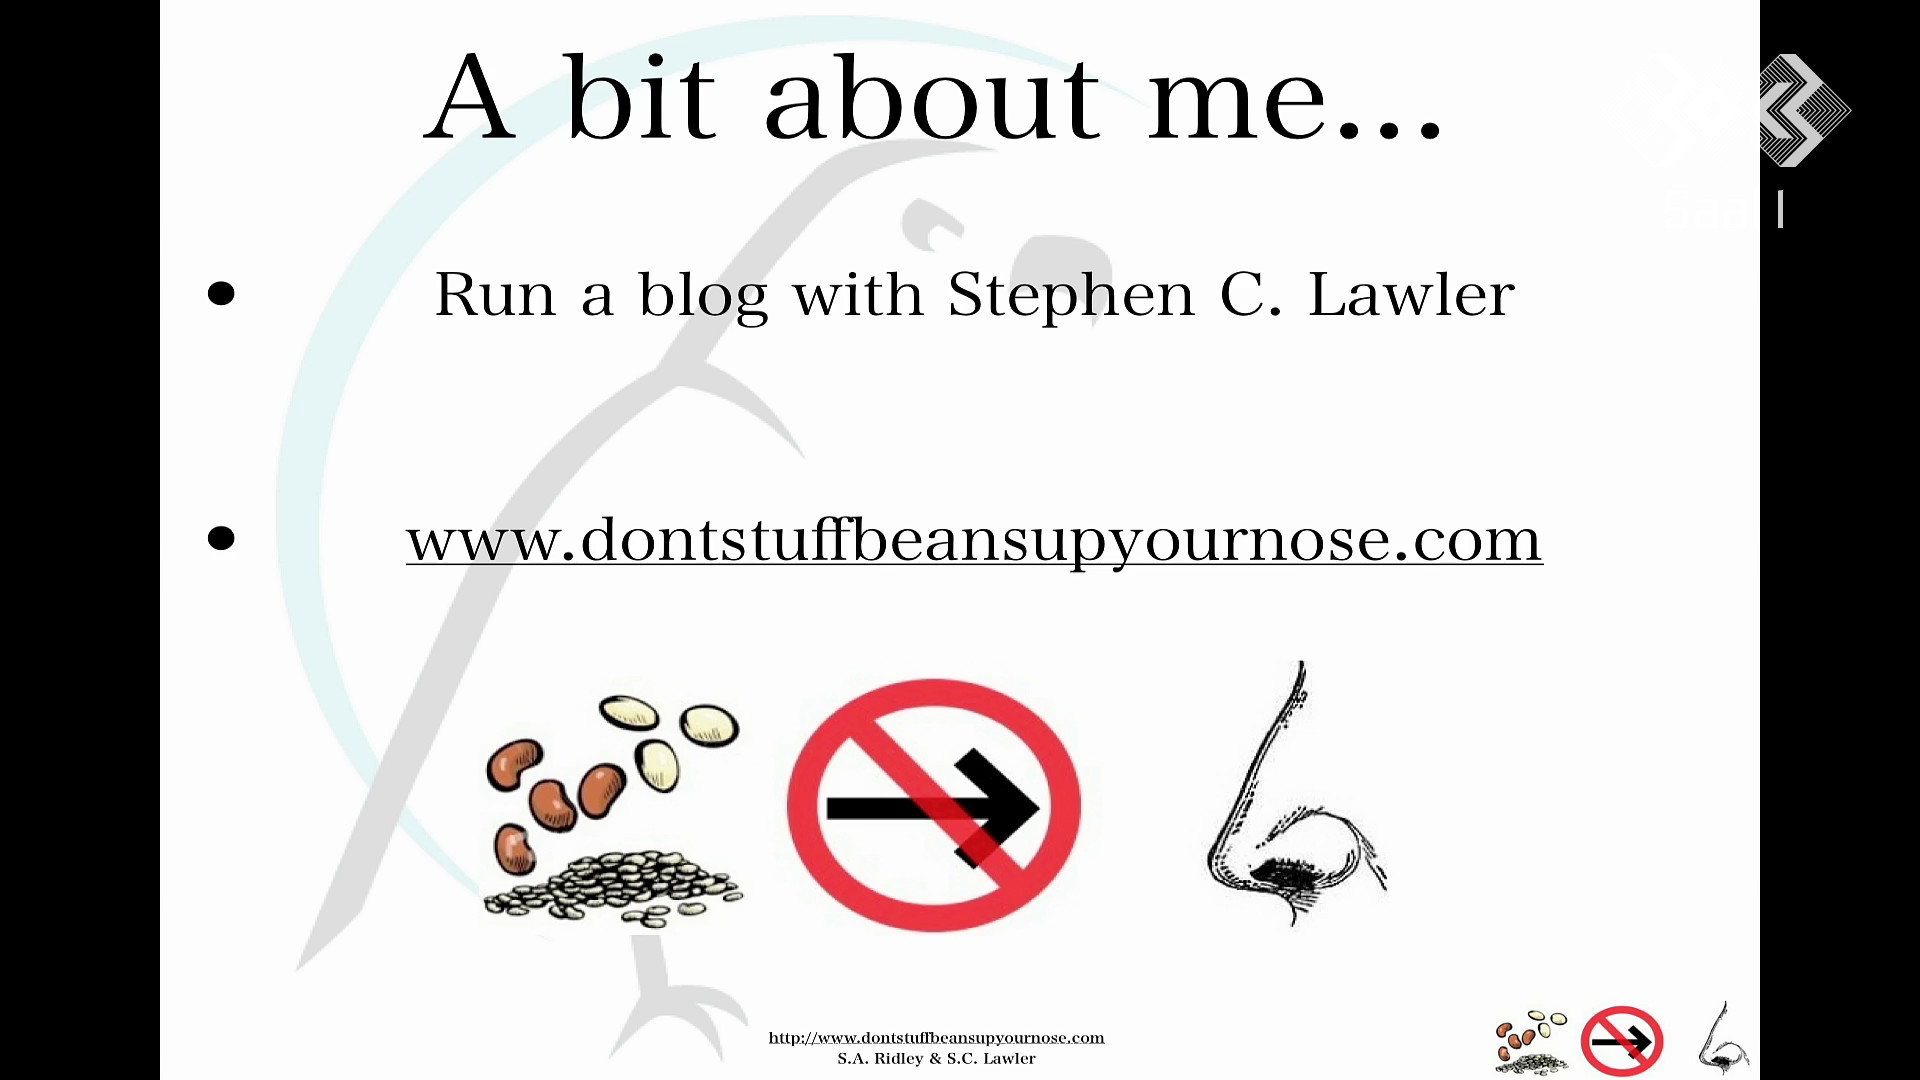 A bit about me...
• Run a blog with Stephen C. Lawler
• www.dontstuffbeansupyournose.com
http://www.dontstuffbeansupyournose.com
S.A. Ridley & S.C. Lawler